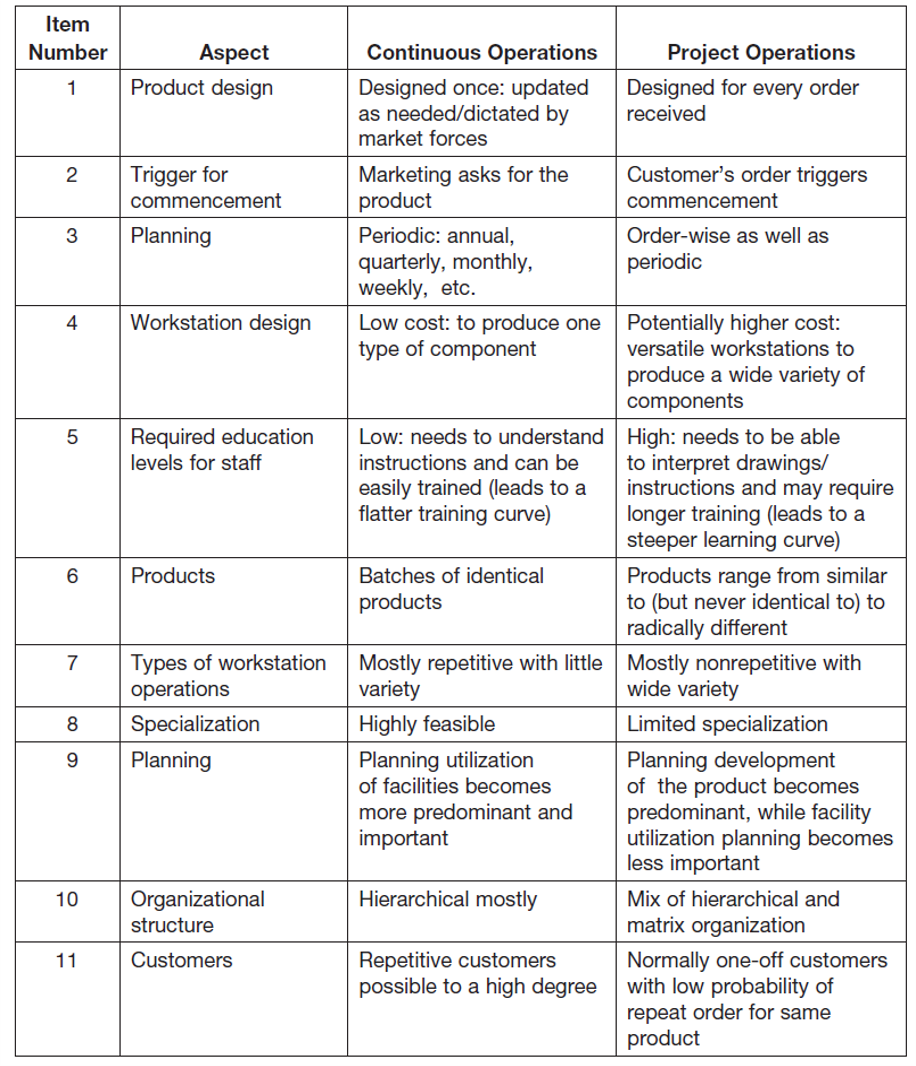 Item
Number
Aspect
Continuous Operations
Project Operations
1
Product design
Designed once: updated
as needed/dictated by
market forces
Designed for every order
received
2
Trigger for
commencement
Marketing asks for the
product
Customer's order triggers
commencement
3
Planning
Periodic: annual,
quarterly, monthly,
weekly, etc.
Order-wise as well as
periodic
4
Workstation design
Low cost: to produce one
type of component
Potentially higher cost:
versatile workstations to
produce a wide variety of
components
5
Required education
levels for staff
Low: needs to understand
instructions and can be
easily trained (leads to a
flatter training curve)
High: needs to be able
to interpret drawings/
instructions and may require
longer training (leads to a
steeper learning curve)
6
Products
Batches of identical
products
Products range from similar
to (but never identical to) to
radically different
7
Types of workstation
operations
Mostly repetitive with little
variety
Mostly nonrepetitive with
wide variety
8
Specialization
Highly feasible
Limited specialization
9
Planning
Planning utilization
of facilities becomes
more predominant and
important
Planning development
of the product becomes
predominant, while facility
utilization planning becomes
less important
10
Organizational
structure
Hierarchical mostly
Mix of hierarchical and
matrix organization
11
Customers
Repetitive customers
possible to a high degree
Normally one-off customers
with low probability of
repeat order for same
product